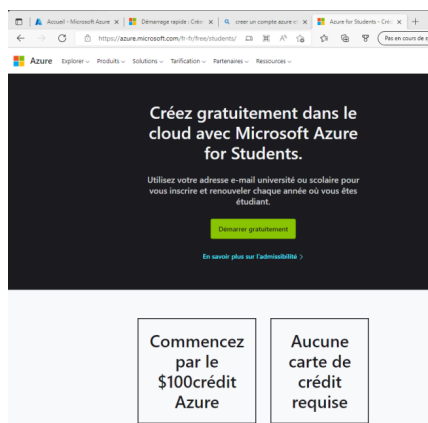 Accueil - Microsoft Azure
Démarrage rapide : Créer
creer un compte azure et
Azure for Students - Cré
https://azure.microsoft.com/fr-fr/free/students/
Pas en cours de s
Azure
Explorer
Produits
Solutions
Tarification
Partenaires
Ressources
Créez gratuitement dans le
cloud avec Microsoft Azure
for Students.
Utilisez votre adresse e-mail université ou scolaire pour
vous inscrire et renouveler chaque année où vous êtes
étudiant.
Démarrer gratuitement
En savoir plus sur l'admissibilité >
Commencez
par le
$100crédit
Azure
Aucune
carte de
crédit
requise